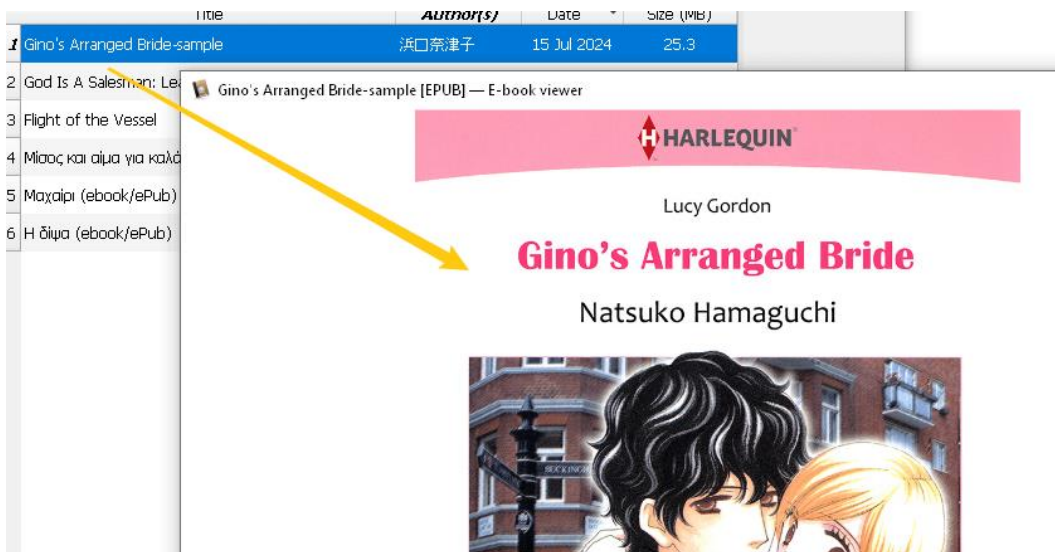 Title Author(s) Date Size (MB)
1 Gino's Arranged Bride-sample 浜口奈津子 15 Jul 2024 25.3
2 God Is A Salesman: Lea
Gino's Arranged Bride-sample [EPUB] — E-book viewer
3 Flight of the Vessel
4 Μίσος και αίμα για καλό
5 Μαχαίρι (ebook/ePub)
6 Η δίψα (ebook/ePub)
H HARLEQUIN
Lucy Gordon
Gino's Arranged Bride
Natsuko Hamaguchi